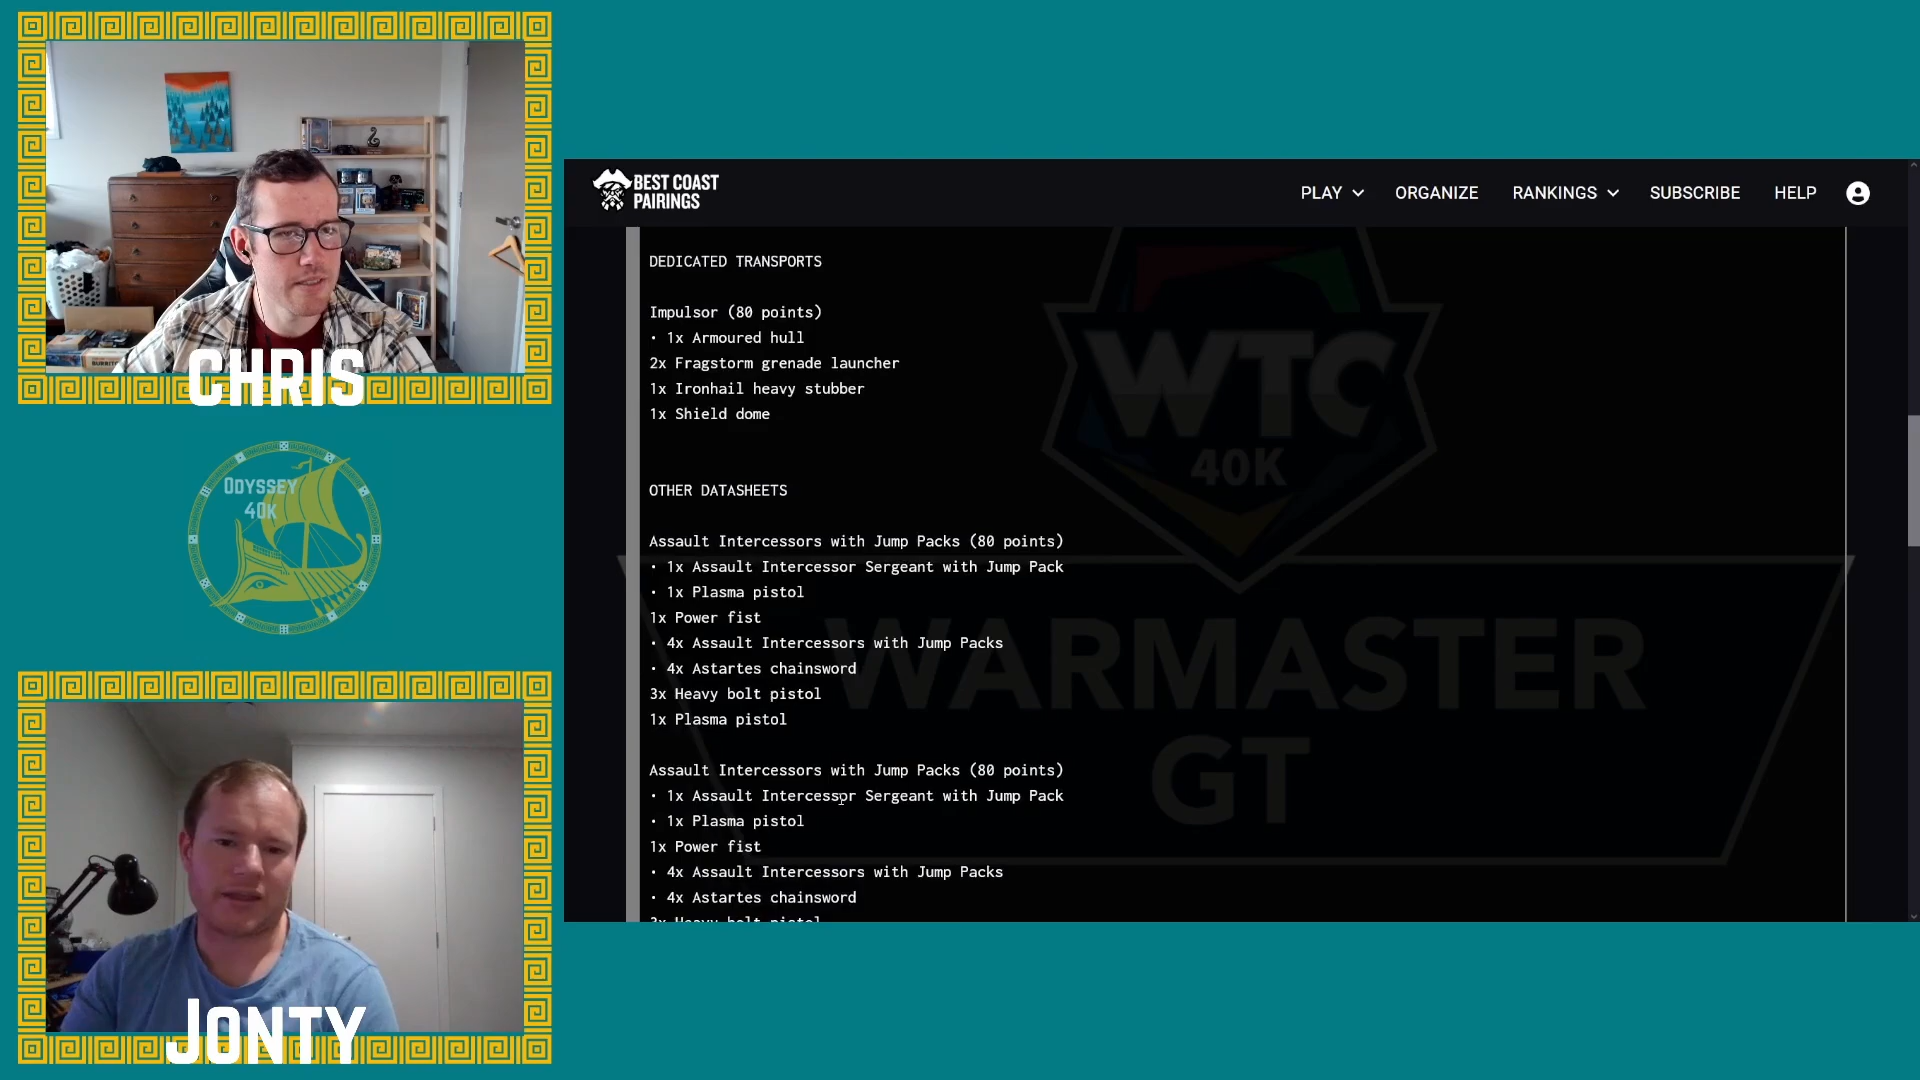 CHRIS
ODYSSEY
40K
JONTY
BEST COAST
PAIRINGS
PLAY
ORGANIZE
RANKINGS
SUBSCRIBE
HELP
DEDICATED TRANSPORTS
Impulsor (80 points)
• 1x Armoured hull
2x Fragstorm grenade launcher
1x Ironhail heavy stubber
1x Shield dome
OTHER DATASHEETS
Assault Intercessors with Jump Packs (80 points)
• 1x Assault Intercessor Sergeant with Jump Pack
• 1x Plasma pistol
1x Power fist
• 4x Assault Intercessors with Jump Packs
• 4x Astartes chainsword
3x Heavy bolt pistol
1x Plasma pistol
Assault Intercessors with Jump Packs (80 points)
• 1x Assault Intercessor Sergeant with Jump Pack
• 1x Plasma pistol
1x Power fist
• 4x Assault Intercessors with Jump Packs
• 4x Astartes chainsword
3x Heavy bolt pistol
WTC
40K
WARMASTER
GT